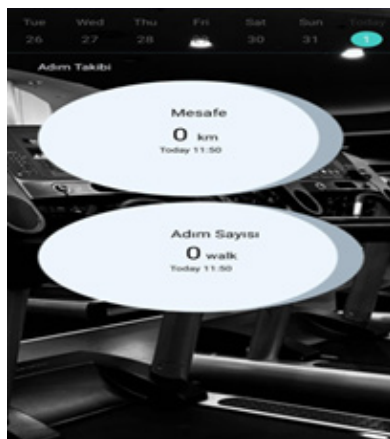 Tue Wed Thu Fri Sat Sun Today
26 27 28 30 31 1
Adım Takibi
Mesafe
0 km
Today 11:50
Adım Sayısı
0 walk
Today 11:50